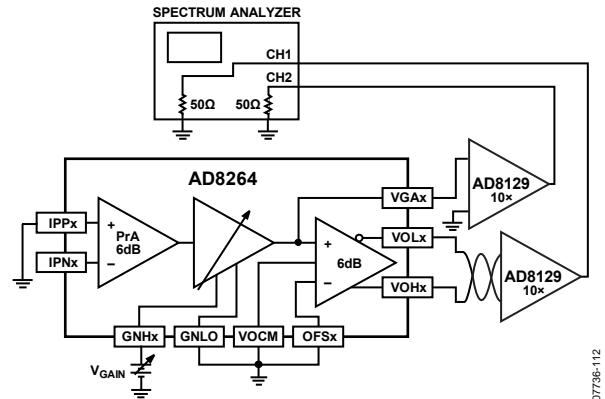 SPECTRUM ANALYZER
CH1
CH2
50Ω
50Ω
AD8264
AD8129
10×
VGAx
IPPx
+
PrA
6dB
–
IPNx
+
6dB
–
VOLx
VOHx
AD8129
10×
GNHx
GNLO
VOCM
OFSx
VGAIN
07736-112